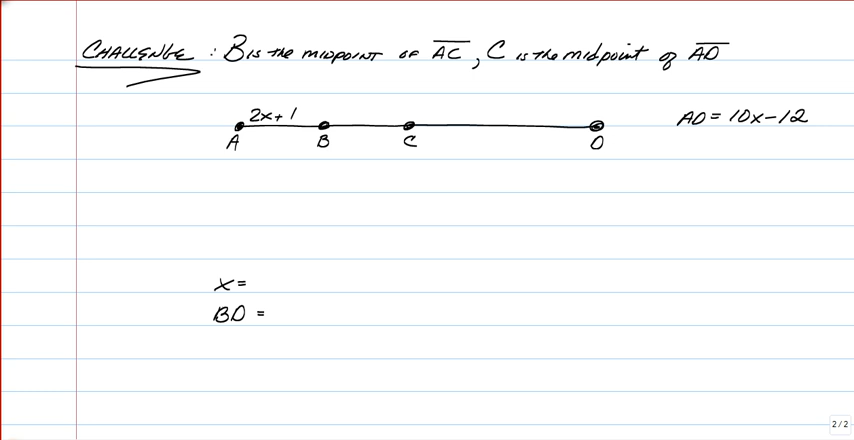 CHALLENGE : B is the midpoint of AC, C is the midpoint of AD
2x+1
AD = 10x-12
A B C D
x =
BD =
2/2